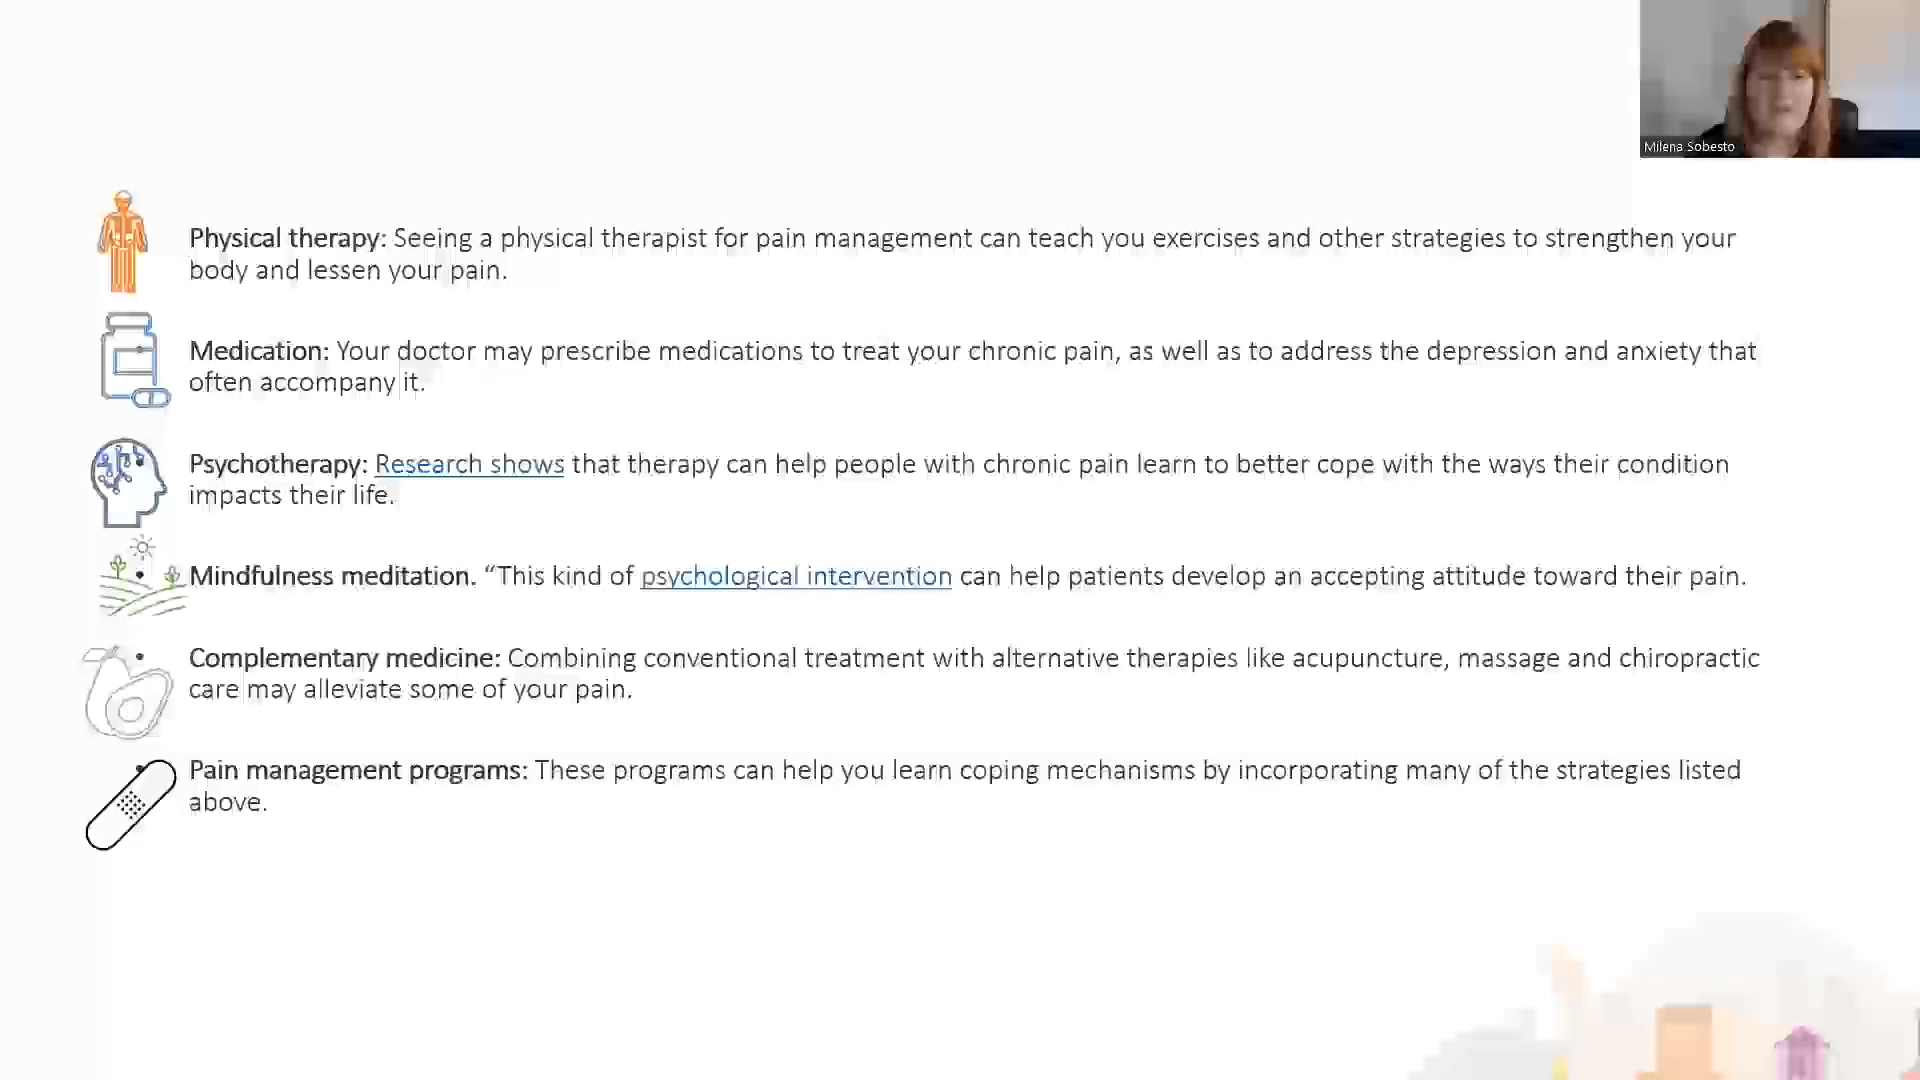 Milena Sobesto
Physical therapy: Seeing a physical therapist for pain management can teach you exercises and other strategies to strengthen your
body and lessen your pain.
Medication: Your doctor may prescribe medications to treat your chronic pain, as well as to address the depression and anxiety that
often accompany it.
Psychotherapy: Research shows that therapy can help people with chronic pain learn to better cope with the ways their condition
impacts their life.
Mindfulness meditation. “This kind of psychological intervention can help patients develop an accepting attitude toward their pain.
Complementary medicine: Combining conventional treatment with alternative therapies like acupuncture, massage and chiropractic
care may alleviate some of your pain.
Pain management programs: These programs can help you learn coping mechanisms by incorporating many of the strategies listed
above.